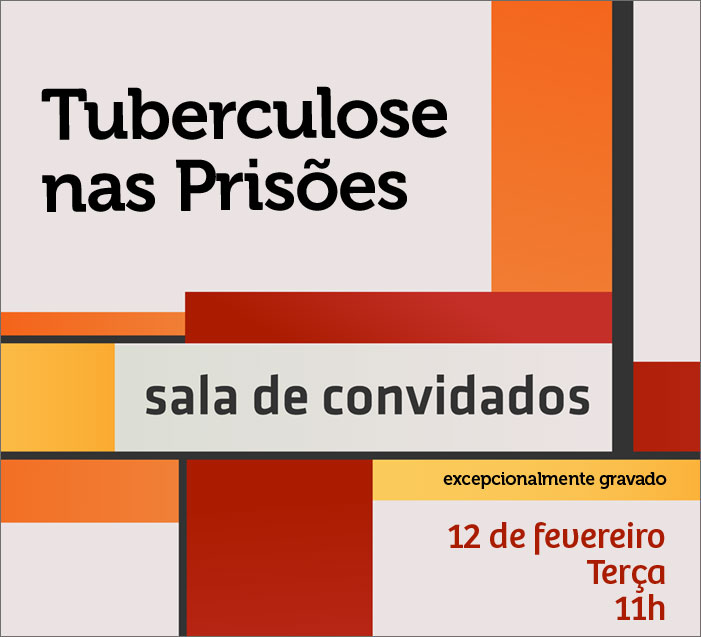 Tuberculose
nas Prisões
sala de convidados
excepcionalmente gravado
12 de fevereiro
Terça
11h